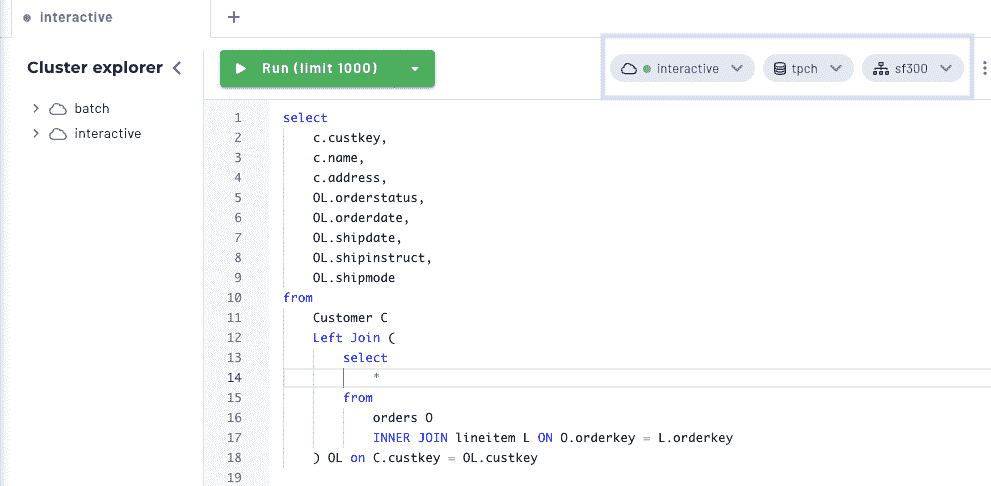 interactive
+
Cluster explorer
batch
interactive
Run (limit 1000)
interactive
tpch
sf300
1 select
2 c.custkey,
3 c.name,
4 c.address,
5 OL.orderstatus,
6 OL.orderdate,
7 OL.shipdate,
8 OL.shipinstruct,
9 OL.shipmode
10 from
11 Customer C
12 Left Join (
13 select
14 *
15 from
16 orders O
17 INNER JOIN lineitem L ON O.orderkey = L.orderkey
18 ) OL on C.custkey = OL.custkey
19